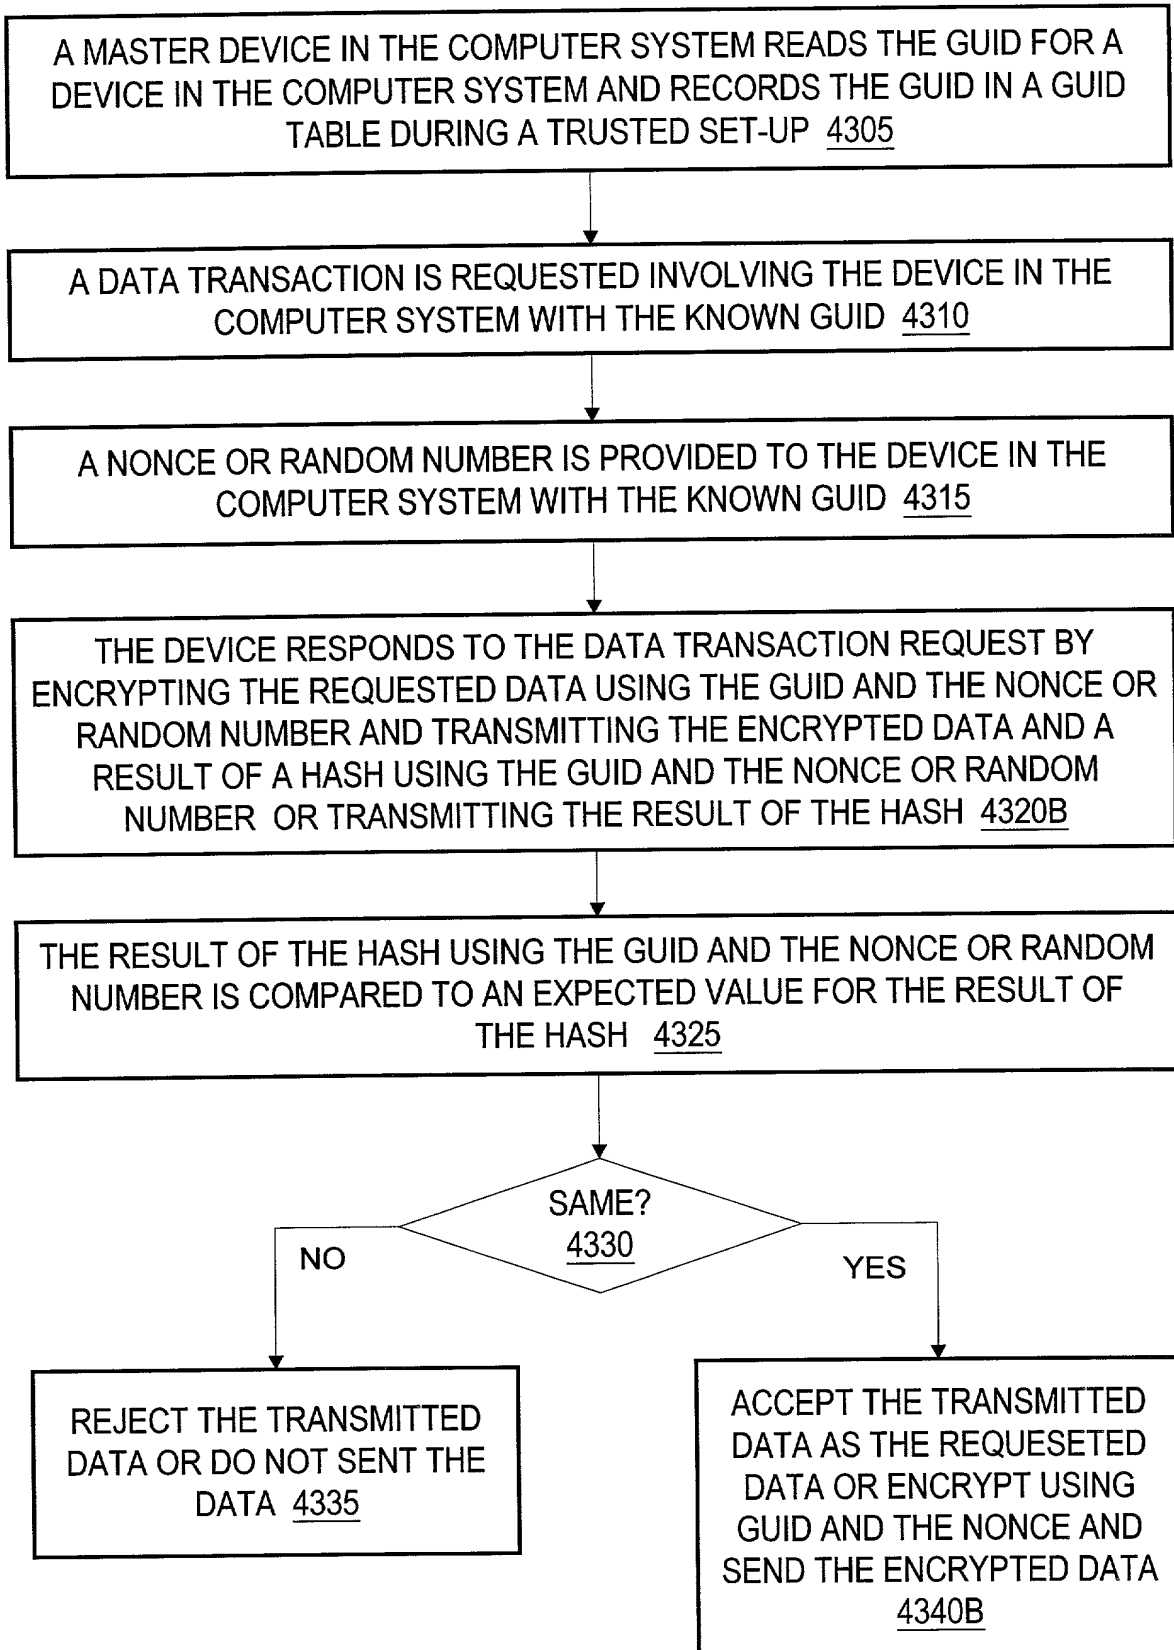 A MASTER DEVICE IN THE COMPUTER SYSTEM READS THE GUID FOR A
DEVICE IN THE COMPUTER SYSTEM AND RECORDS THE GUID IN A GUID
TABLE DURING A TRUSTED SET-UP 4305
A DATA TRANSACTION IS REQUESTED INVOLVING THE DEVICE IN THE
COMPUTER SYSTEM WITH THE KNOWN GUID 4310
A NONCE OR RANDOM NUMBER IS PROVIDED TO THE DEVICE IN THE
COMPUTER SYSTEM WITH THE KNOWN GUID 4315
THE DEVICE RESPONDS TO THE DATA TRANSACTION REQUEST BY
ENCRYPTING THE REQUESTED DATA USING THE GUID AND THE NONCE OR
RANDOM NUMBER AND TRANSMITTING THE ENCRYPTED DATA AND A
RESULT OF A HASH USING THE GUID AND THE NONCE OR RANDOM
NUMBER OR TRANSMITTING THE RESULT OF THE HASH 4320B
THE RESULT OF THE HASH USING THE GUID AND THE NONCE OR RANDOM
NUMBER IS COMPARED TO AN EXPECTED VALUE FOR THE RESULT OF
THE HASH 4325
SAME?
4330
NO
YES
REJECT THE TRANSMITTED
DATA OR DO NOT SENT THE
DATA 4335
ACCEPT THE TRANSMITTED
DATA AS THE REQUESETED
DATA OR ENCRYPT USING
GUID AND THE NONCE AND
SEND THE ENCRYPTED DATA
4340B